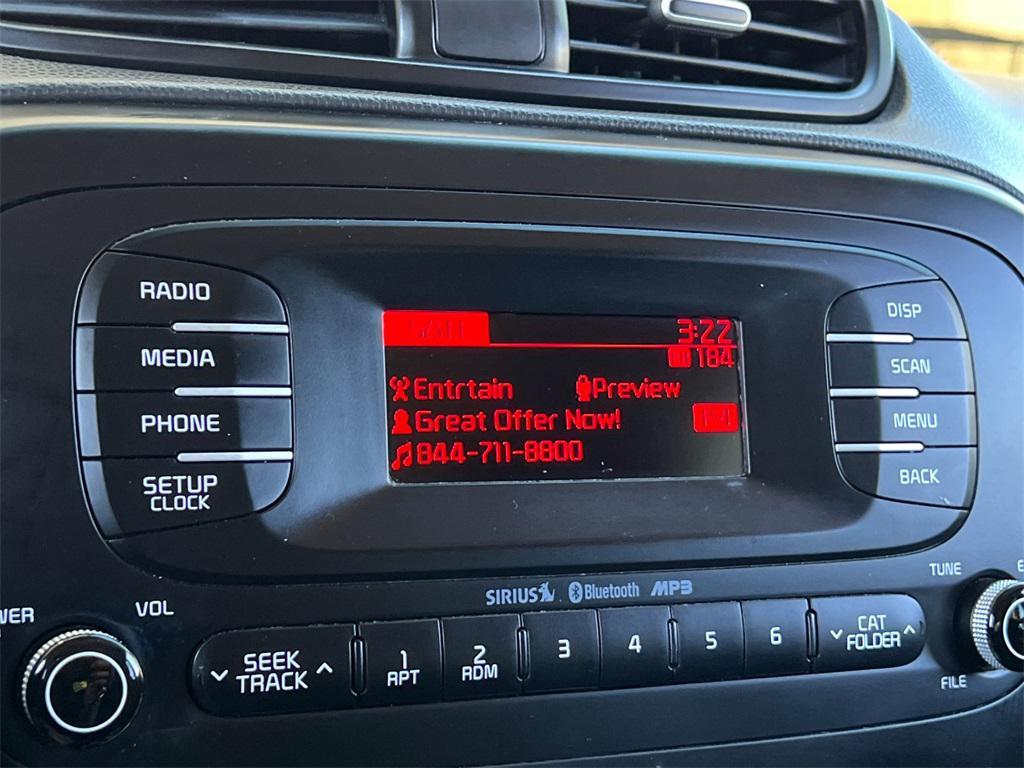 RADIO
MEDIA
PHONE
SETUP
CLOCK
SAT1
3:22
184
Entrtain Preview
Great Offer Now!
844-711-8800
DISP
SCAN
MENU
BACK
SIRIUS Bluetooth MP3
VOL
TUNE
SEEK
TRACK
1
RPT
2
RDM
3
4
5
6
CAT
FOLDER
FILE